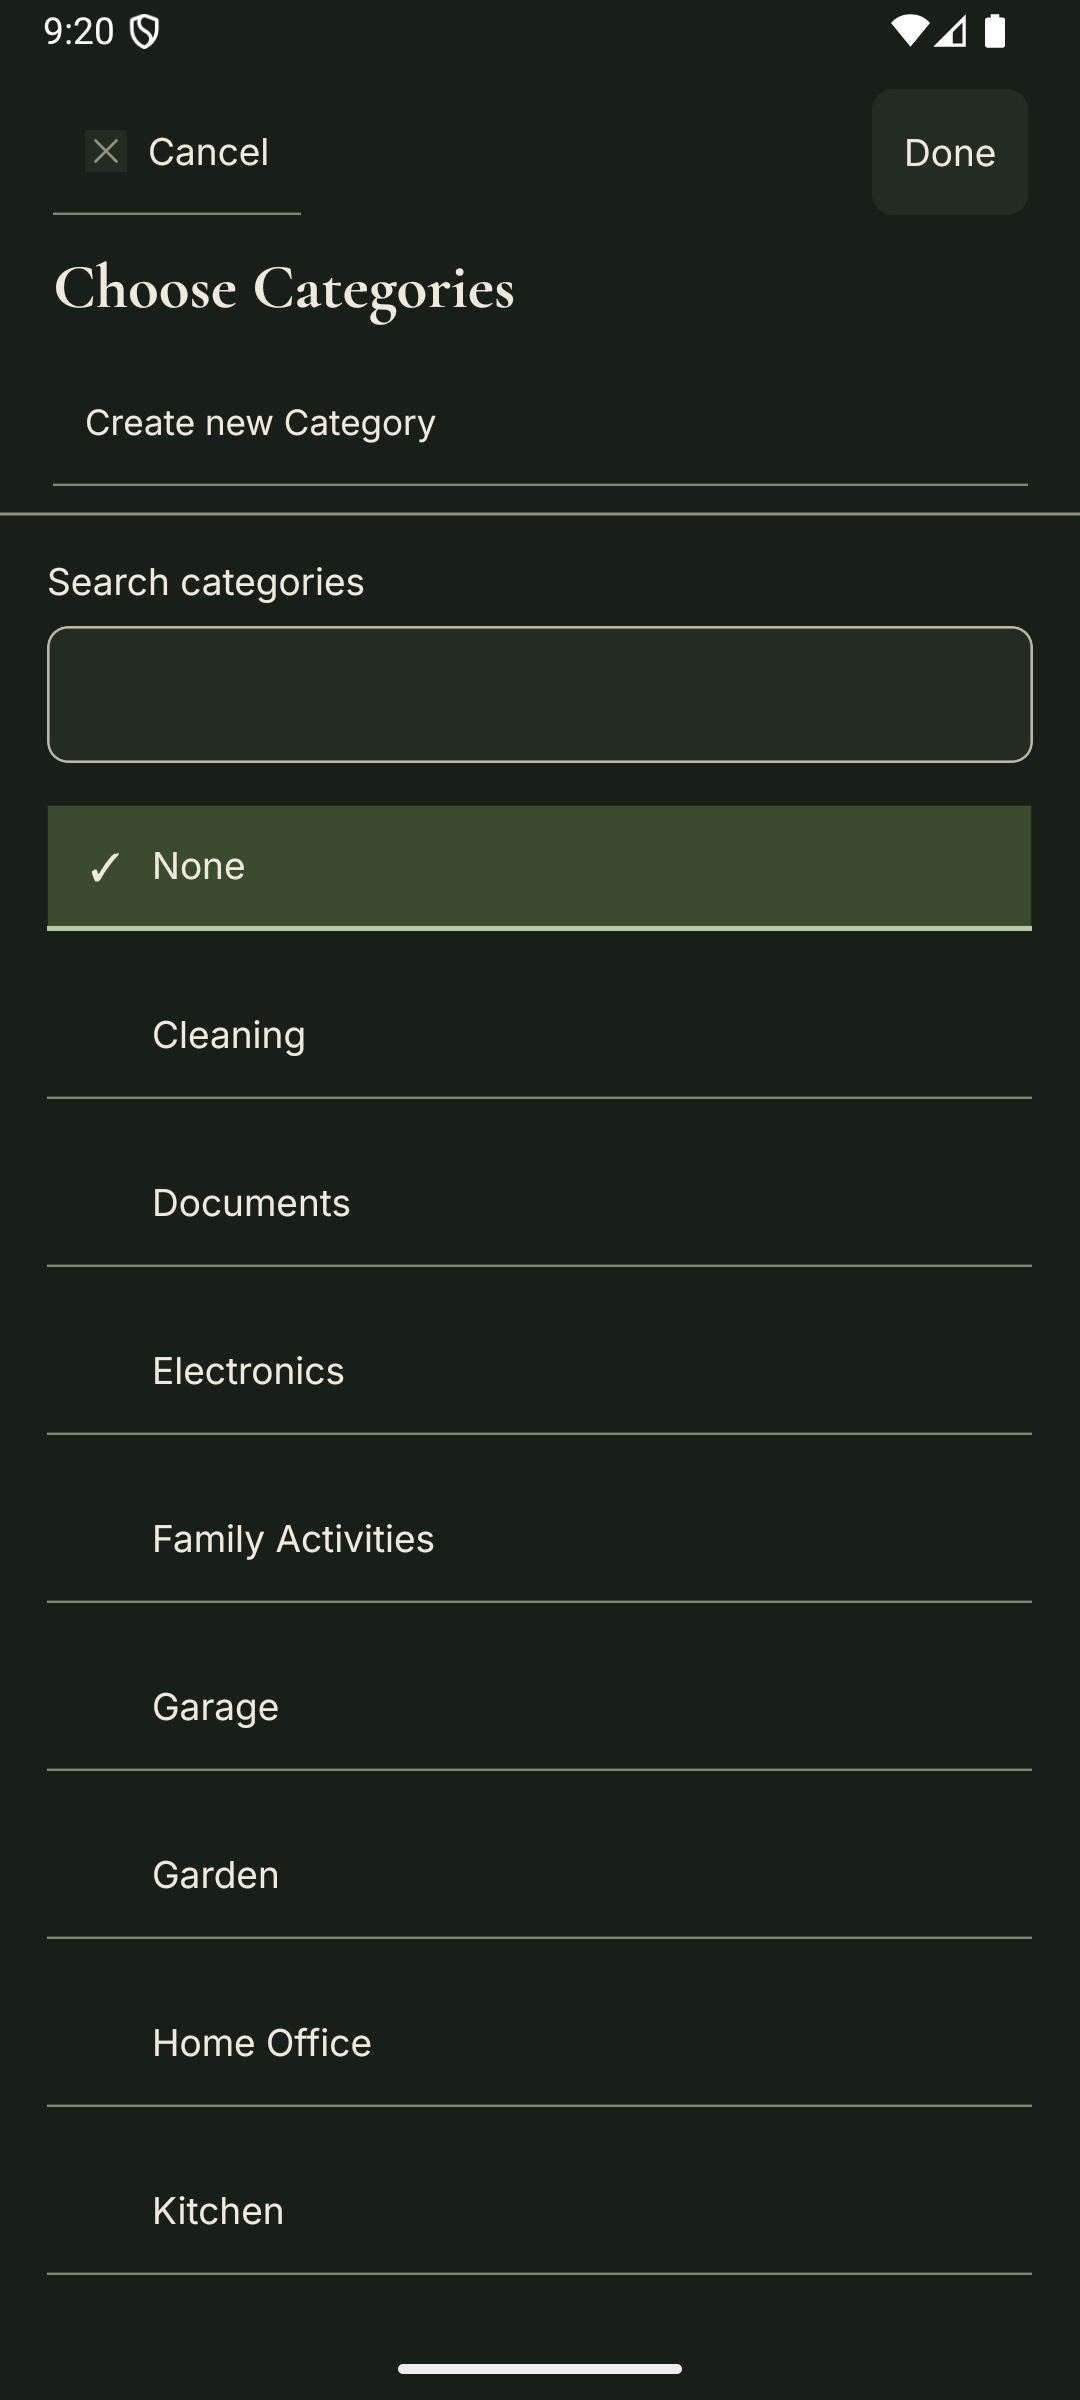 9:20
Cancel
Done
Choose Categories
Create new Category
Search categories
✓ None
Cleaning
Documents
Electronics
Family Activities
Garage
Garden
Home Office
Kitchen